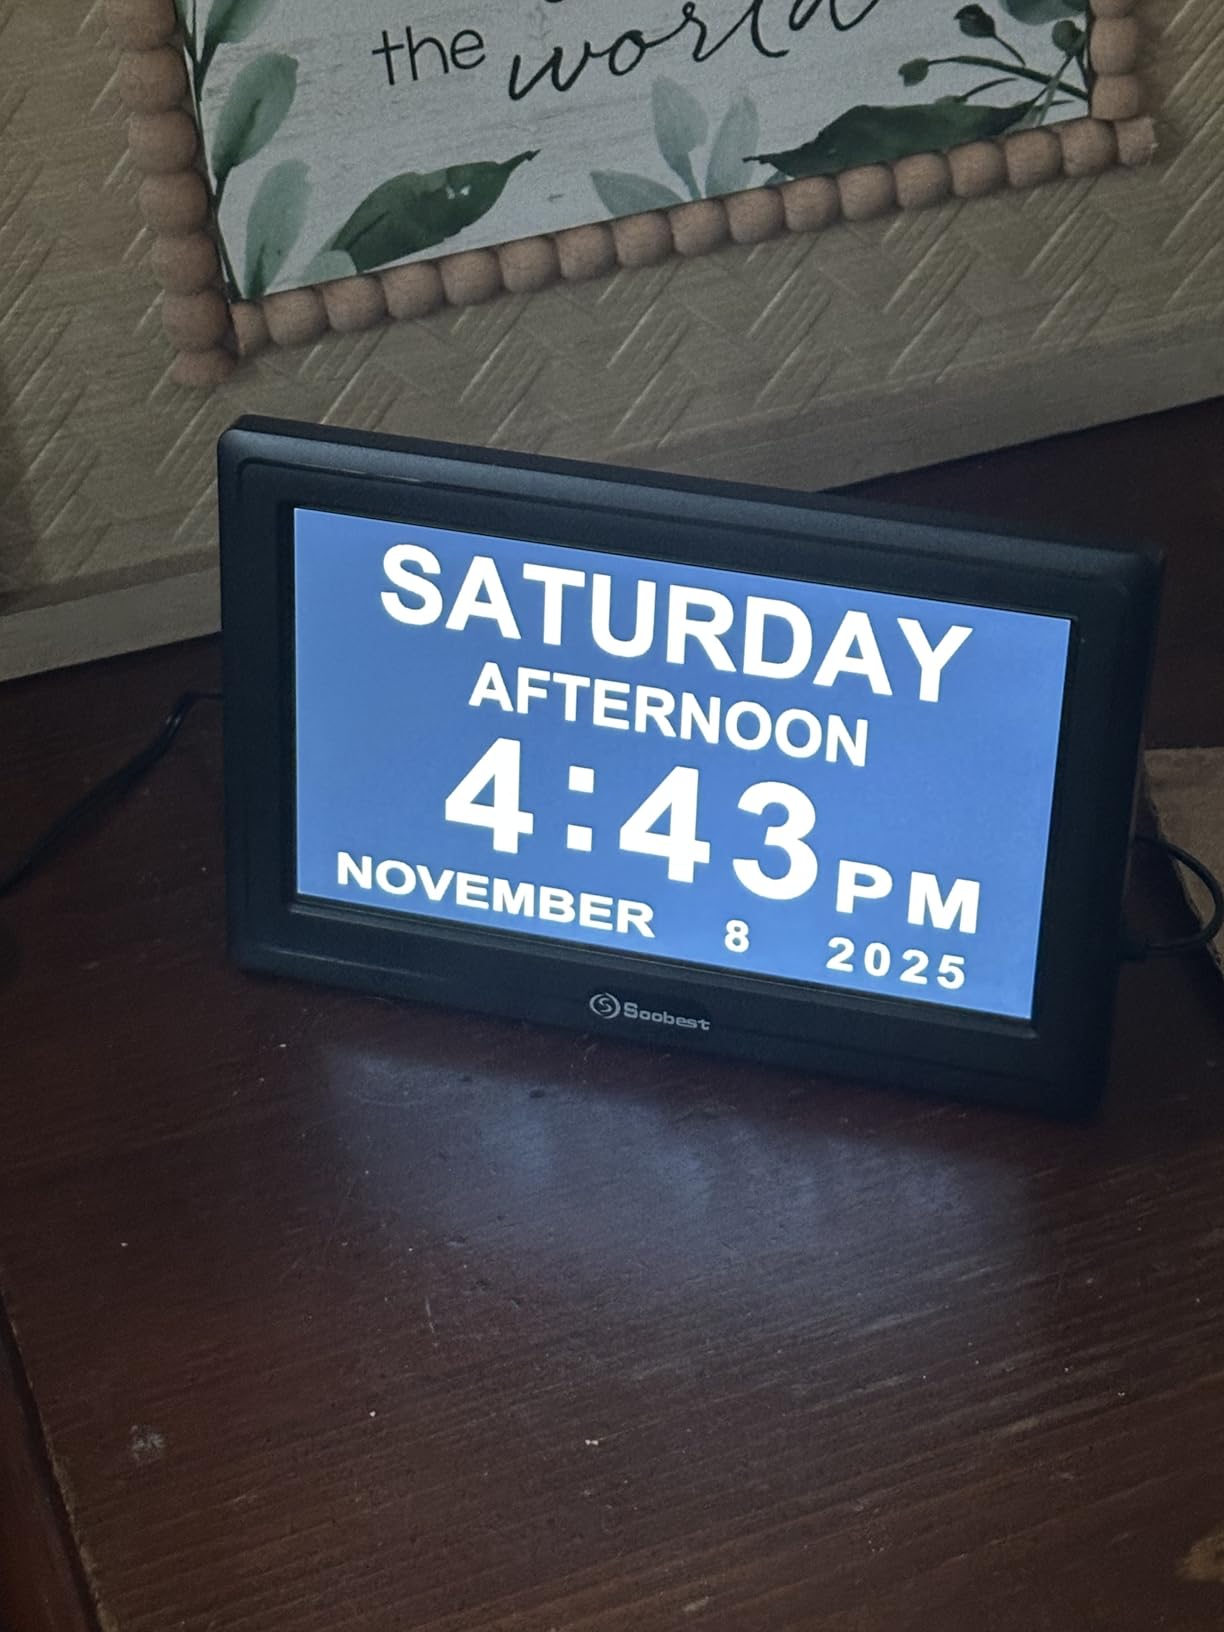 the world
SATURDAY
AFTERNOON
4:43 PM
NOVEMBER 8 2025
Soobest